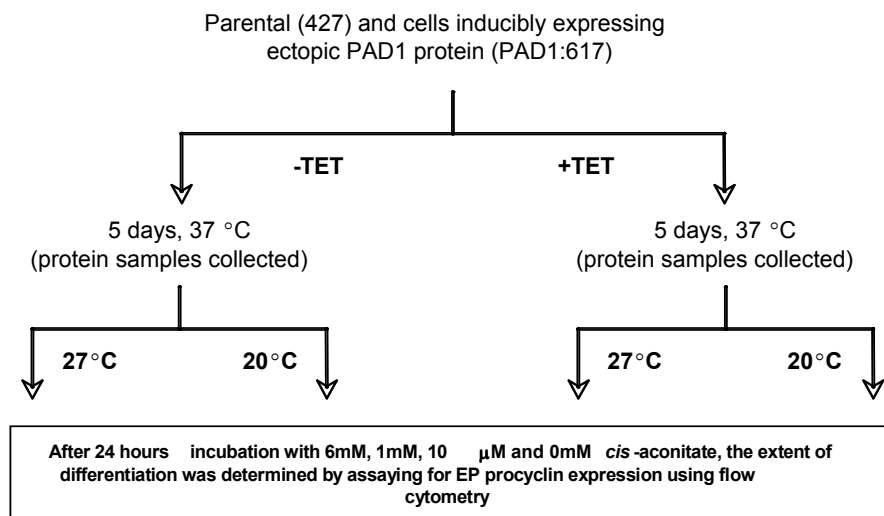 Parental (427) and cells inducibly expressing
ectopic PAD1 protein (PAD1:617)
-TET
+TET
5 days, 37 °C
(protein samples collected)
5 days, 37 °C
(protein samples collected)
27°C
20°C
27°C
20°C
After 24 hours incubation with 6mM, 1mM, 10 μM and 0mM cis -aconitate, the extent of
differentiation was determined by assaying for EP procyclin expression using flow
cytometry